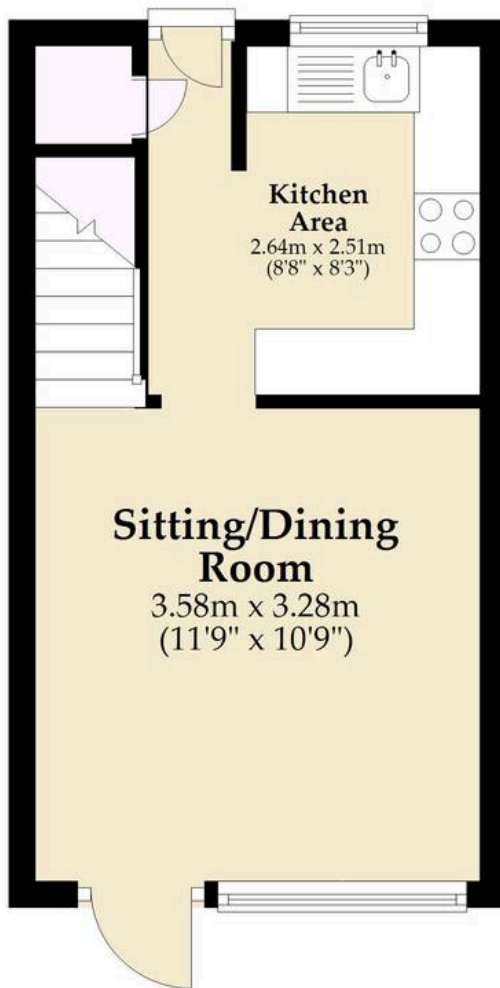 Kitchen
Area
2.64m x 2.51m
(8'8" x 8'3")
Sitting/Dining
Room
3.58m x 3.28m
(11'9" x 10'9")